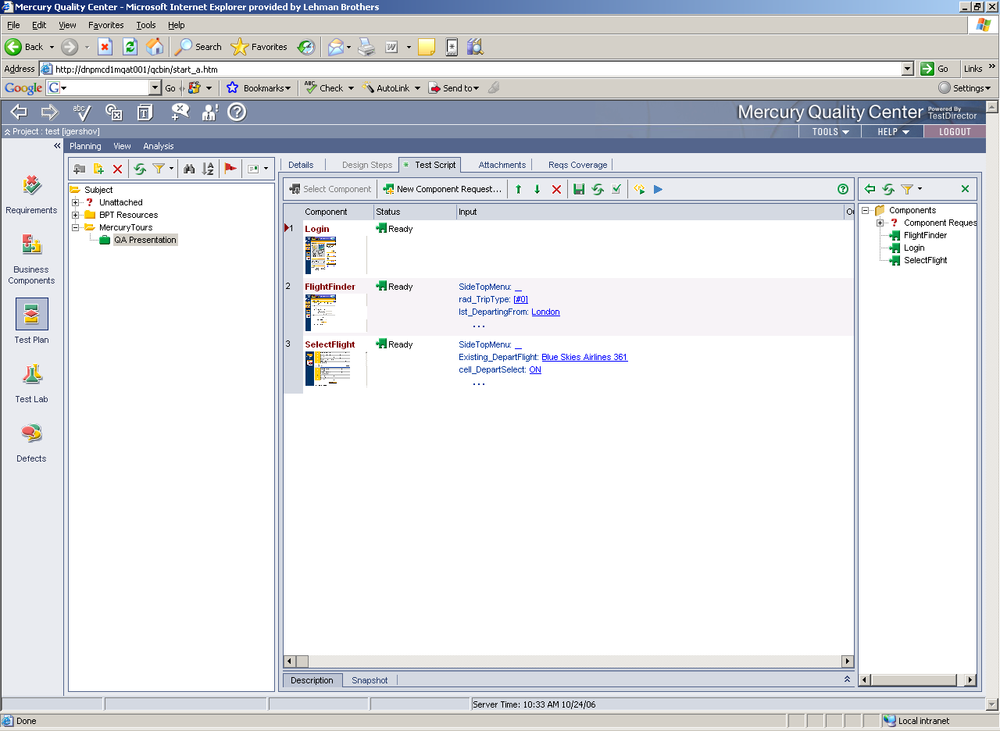 Mercury Quality Center - Microsoft Internet Explorer provided by Lehman Brothers
File Edit View Favorites Tools Help
Back Search Favorites
Address http://dnpmcd1mqat001/qcbin/start_a.htm Go Links »
Google G Go Bookmarks Check AutoLink Send to Settings
Mercury Quality Center Powered By TestDirector
Project : test [igershov] TOOLS HELP LOGOUT
« Planning View Analysis
Details Design Steps Test Script Attachments Reqs Coverage
Select Component New Component Request...
Requirements
Business Components
Test Plan
Test Lab
Defects
Subject
Unattached
BPT Resources
MercuryTours
QA Presentation
Component Status Input
1 Login Ready
2 FlightFinder Ready SideTopMenu:
rad_TripType: [#0]
lst_DepartingFrom: London
...
3 SelectFlight Ready SideTopMenu:
Existing_DepartFlight: Blue Skies Airlines 361
cell_DepartSelect: ON
...
Components
Component Reques
FlightFinder
Login
SelectFlight
Description Snapshot
Server Time: 10:33 AM 10/24/06
Done Local intranet